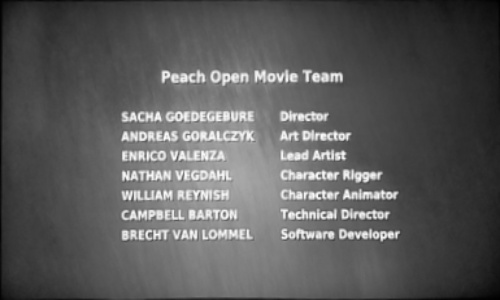 Peach Open Movie Team
SACHA GOEDEGEBURE Director
ANDREAS GORALCZYK Art Director
ENRICO VALENZA Lead Artist
NATHAN VEGDAHL Character Rigger
WILLIAM REYNISH Character Animator
CAMPBELL BARTON Technical Director
BRECHT VAN LOMMEL Software Developer